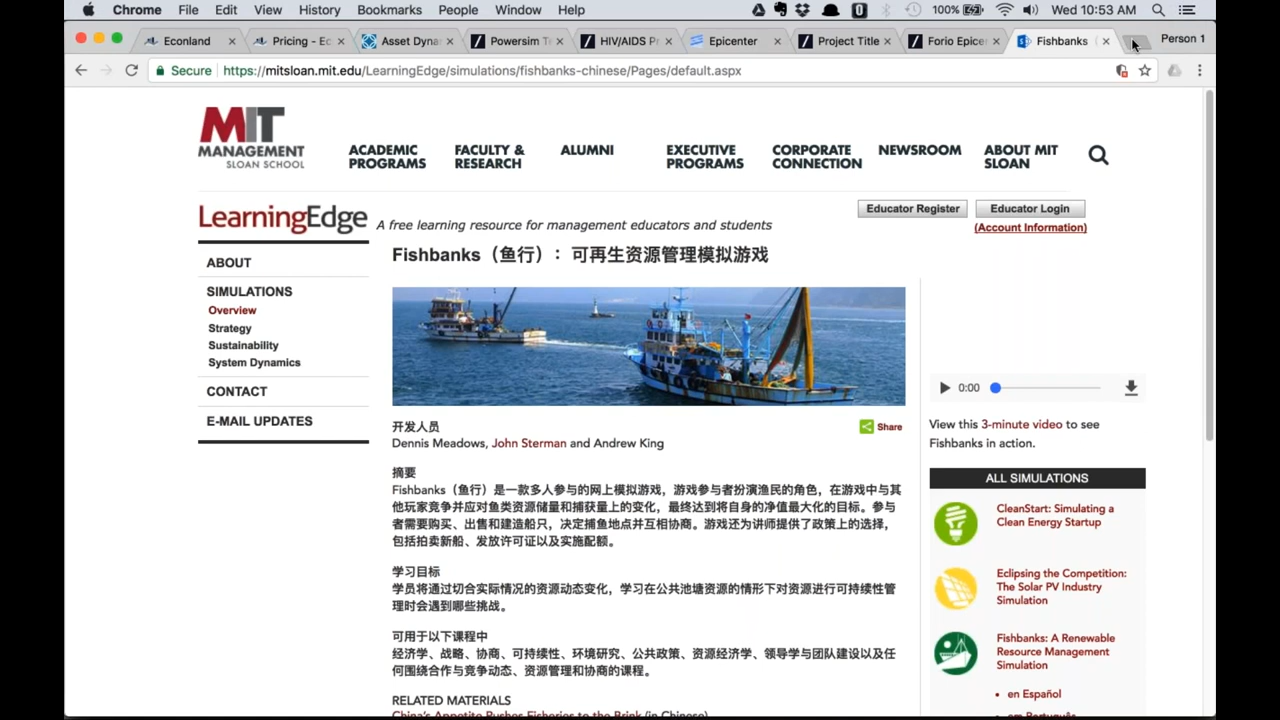 Chrome File Edit View History Bookmarks People Window Help 100% Wed 10:53 AM
Econland Pricing - Ec Asset Dyna Powersim Ti HIV/AIDS P Epicenter Project Title Forio Epice Fishbanks Person 1
Secure https://mitsloan.mit.edu/LearningEdge/simulations/fishbanks-chinese/Pages/default.aspx
MIT
MANAGEMENT
SLOAN SCHOOL
ACADEMIC
PROGRAMS
FACULTY &
RESEARCH
ALUMNI
EXECUTIVE
PROGRAMS
CORPORATE
CONNECTION
NEWSROOM
ABOUT MIT
SLOAN
LearningEdge A free learning resource for management educators and students
Educator Register Educator Login
(Account Information)
ABOUT
SIMULATIONS
Overview
Strategy
Sustainability
System Dynamics
CONTACT
E-MAIL UPDATES
Fishbanks（鱼行）：可再生资源管理模拟游戏
开发人员
Share
Dennis Meadows, John Sterman and Andrew King
摘要
Fishbanks（鱼行）是一款多人参与的网上模拟游戏，游戏参与者扮演渔民的角色，在游戏中与其
他玩家竞争并应对鱼类资源储量和捕获量上的变化，最终达到将自身的净值最大化的目标。参与
者需要购买、出售和建造船只，决定捕鱼地点并互相协商。游戏还为讲师提供了政策上的选择，
包括拍卖新船、发放许可证以及实施配额。
学习目标
学员将通过切合实际情况的资源动态变化，学习在公共池塘资源的情形下对资源进行可持续性管
理时会遇到哪些挑战。
可用于以下课程中
经济学、战略、协商、可持续性、环境研究、公共政策、资源经济学、领导学与团队建设以及任
何围绕合作与竞争动态、资源管理和协商的课程。
RELATED MATERIALS
China's Appetite Pushes Fisheries to the Brink (in Chinese)
0:00
View this 3-minute video to see
Fishbanks in action.
ALL SIMULATIONS
CleanStart: Simulating a
Clean Energy Startup
Eclipsing the Competition:
The Solar PV Industry
Simulation
Fishbanks: A Renewable
Resource Management
Simulation
• en Español
em Português